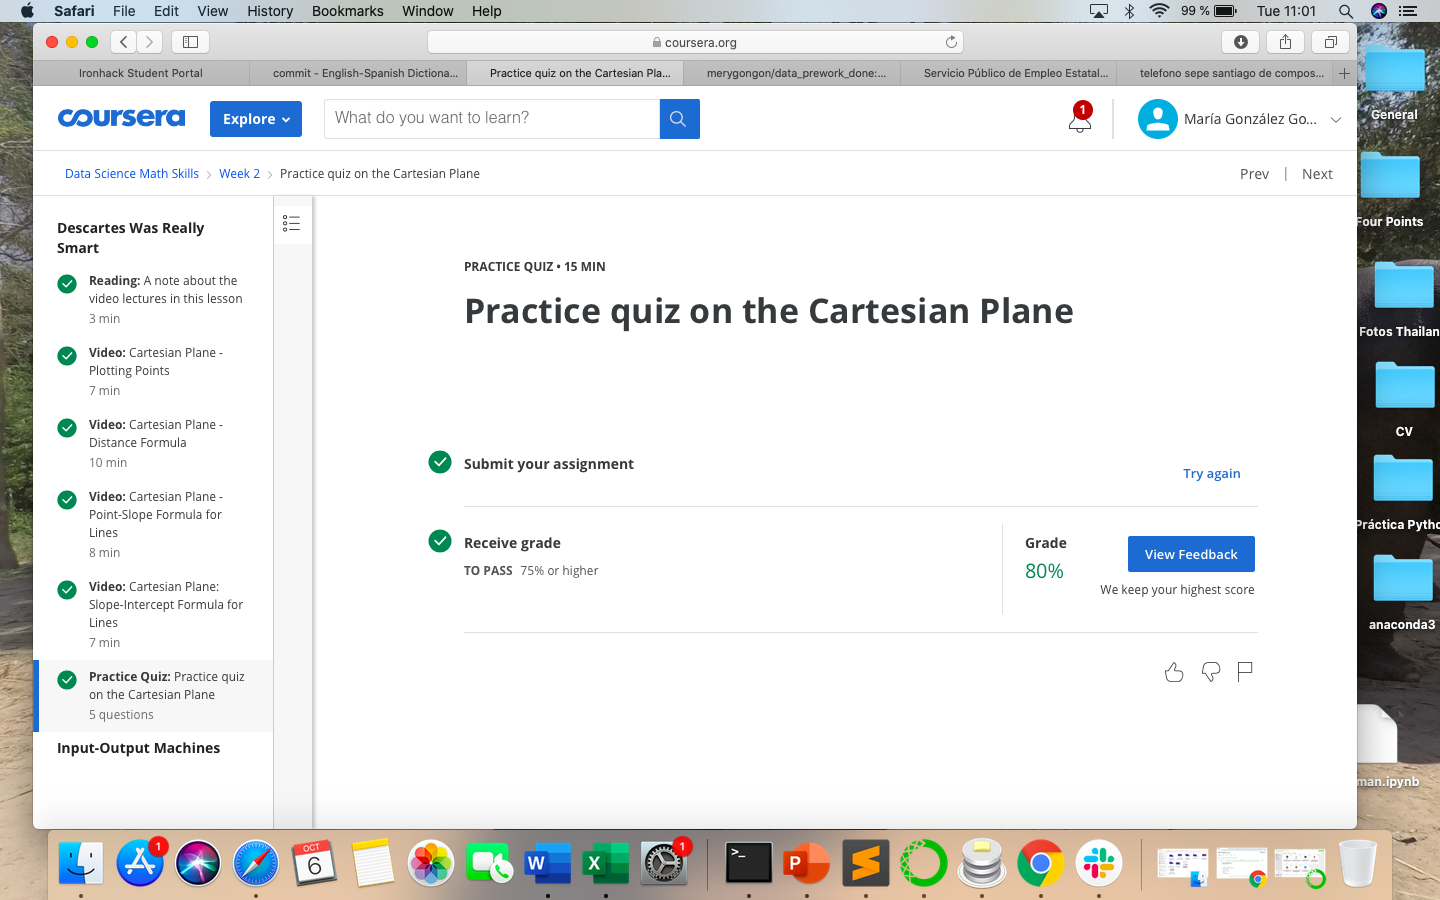 Safari File Edit View History Bookmarks Window Help 99 % Tue 11:01
coursera.org
Ironhack Student Portal
commit - English-Spanish Dictiona...
Practice quiz on the Cartesian Pla...
merygongon/data_prework_done:...
Servicio Público de Empleo Estatal...
telefono sepe santiago de compos...
coursera
Explore
What do you want to learn?
1
María González Go...
Data Science Math Skills
Week 2
Practice quiz on the Cartesian Plane
Prev | Next
Descartes Was Really
Smart
Reading: A note about the
video lectures in this lesson
3 min
Video: Cartesian Plane -
Plotting Points
7 min
Video: Cartesian Plane -
Distance Formula
10 min
Video: Cartesian Plane -
Point-Slope Formula for
Lines
8 min
Video: Cartesian Plane:
Slope-Intercept Formula for
Lines
7 min
Practice Quiz: Practice quiz
on the Cartesian Plane
5 questions
Input-Output Machines
PRACTICE QUIZ • 15 MIN
Practice quiz on the Cartesian Plane
Submit your assignment
Try again
Receive grade
TO PASS 75% or higher
Grade
80%
View Feedback
We keep your highest score
General
Four Points
Fotos Thailan
CV
Práctica Pytho
anaconda3
man.ipynb
1
OCT
6
W
X
1
>_
P